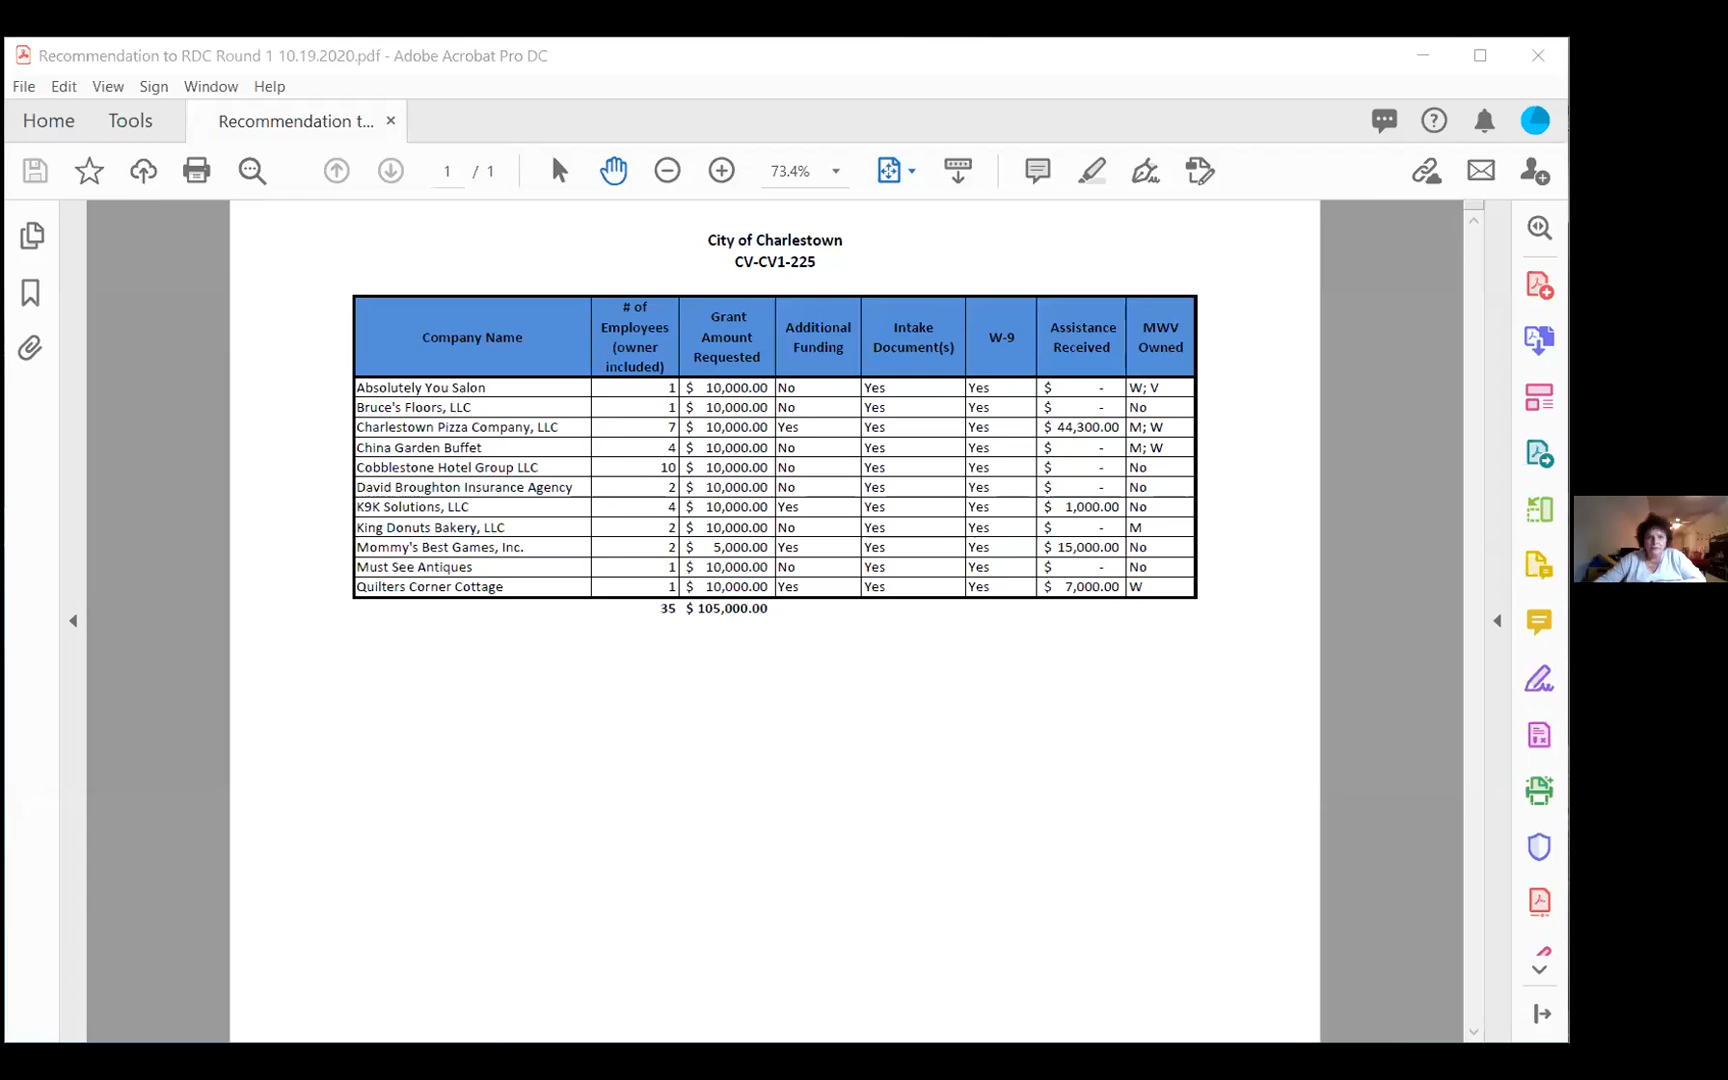 Recommendation to RDC Round 1 10.19.2020.pdf - Adobe Acrobat Pro DC
File Edit View Sign Window Help
Home Tools Recommendation t... ×
1 / 1 73.4%
City of Charlestown
CV-CV1-225
Company Name # of Employees (owner included) Grant Amount Requested Additional Funding Intake Document(s) W-9 Assistance Received MWV Owned
Absolutely You Salon 1 $ 10,000.00 No Yes Yes $ - W; V
Bruce's Floors, LLC 1 $ 10,000.00 No Yes Yes $ - No
Charlestown Pizza Company, LLC 7 $ 10,000.00 Yes Yes Yes $ 44,300.00 M; W
China Garden Buffet 4 $ 10,000.00 No Yes Yes $ - M; W
Cobblestone Hotel Group LLC 10 $ 10,000.00 No Yes Yes $ - No
David Broughton Insurance Agency 2 $ 10,000.00 No Yes Yes $ - No
K9K Solutions, LLC 4 $ 10,000.00 Yes Yes Yes $ 1,000.00 No
King Donuts Bakery, LLC 2 $ 10,000.00 No Yes Yes $ - M
Mommy's Best Games, Inc. 2 $ 5,000.00 Yes Yes Yes $ 15,000.00 No
Must See Antiques 1 $ 10,000.00 No Yes Yes $ - No
Quilters Corner Cottage 1 $ 10,000.00 Yes Yes Yes $ 7,000.00 W
35 $ 105,000.00